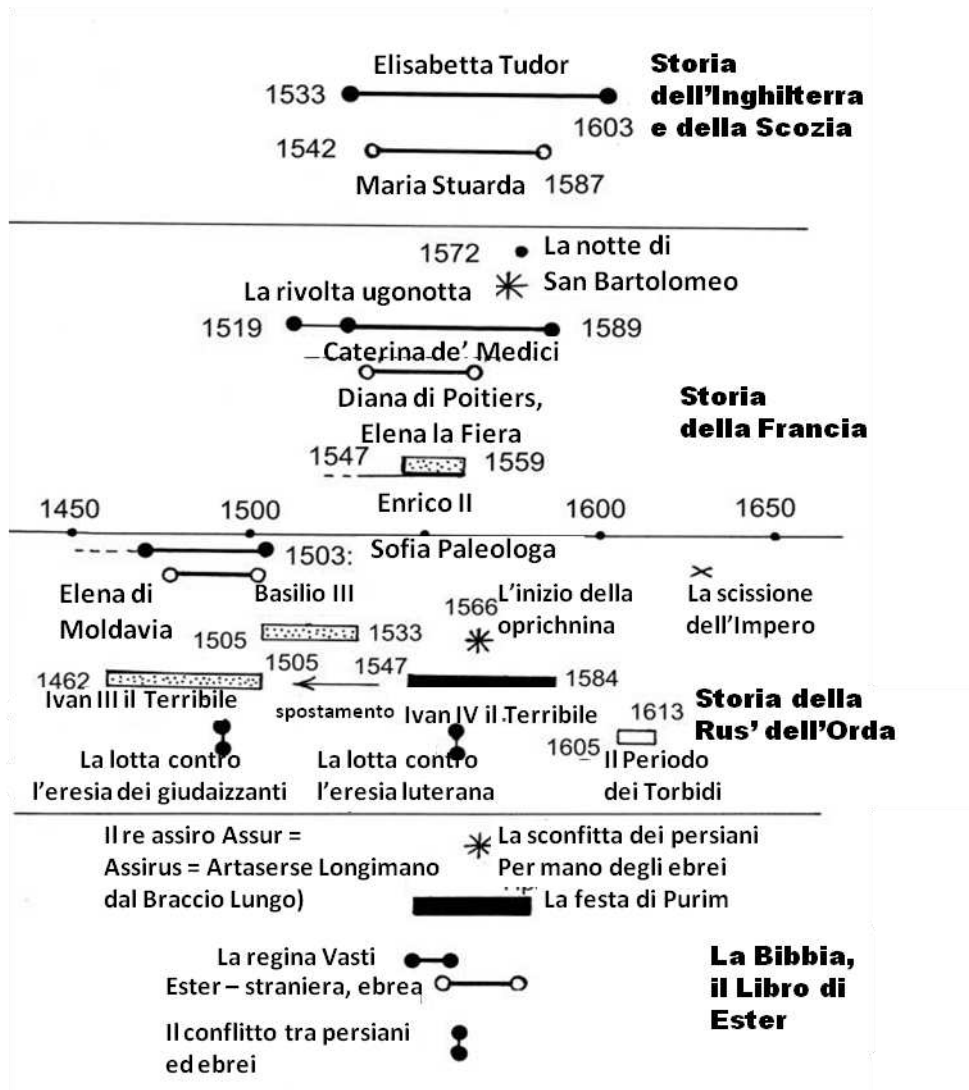 Elisabetta Tudor
Storia
dell'Inghilterra
e della Scozia
1533
1603
1542
Maria Stuarda 1587
1572
La notte di
San Bartolomeo
La rivolta ugonotta
1519
1589
Caterina de' Medici
Diana di Poitiers,
Elena la Fiera
Storia
della Francia
1547
1559
Enrico II
1450
1500
1600
1650
1503:
Sofia Paleologa
Elena di
Moldavia
Basilio III
1566
L'inizio della
oprichnina
La scissione
dell'Impero
1505
1533
1462
1505
1547
1584
Ivan III il Terribile
spostamento
Ivan IV il Terribile
1613
Storia della
Rus' dell'Orda
1605
La lotta contro
l'eresia dei giudaizzanti
La lotta contro
l'eresia luterana
Il Periodo
dei Torbidi
Il re assiro Assur =
Assirus = Artaserse Longimano
dal Braccio Lungo)
La sconfitta dei persiani
Per mano degli ebrei
La festa di Purim
La regina Vasti
Ester – straniera, ebrea
La Bibbia,
il Libro di
Ester
Il conflitto tra persiani
ed ebrei